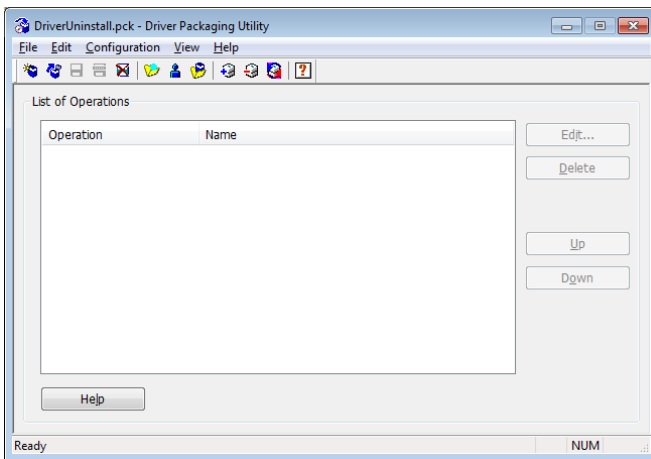 DriverUninstall.pck - Driver Packaging Utility
File Edit Configuration View Help
List of Operations
Operation Name
Edit...
Delete
Up
Down
Help
Ready NUM